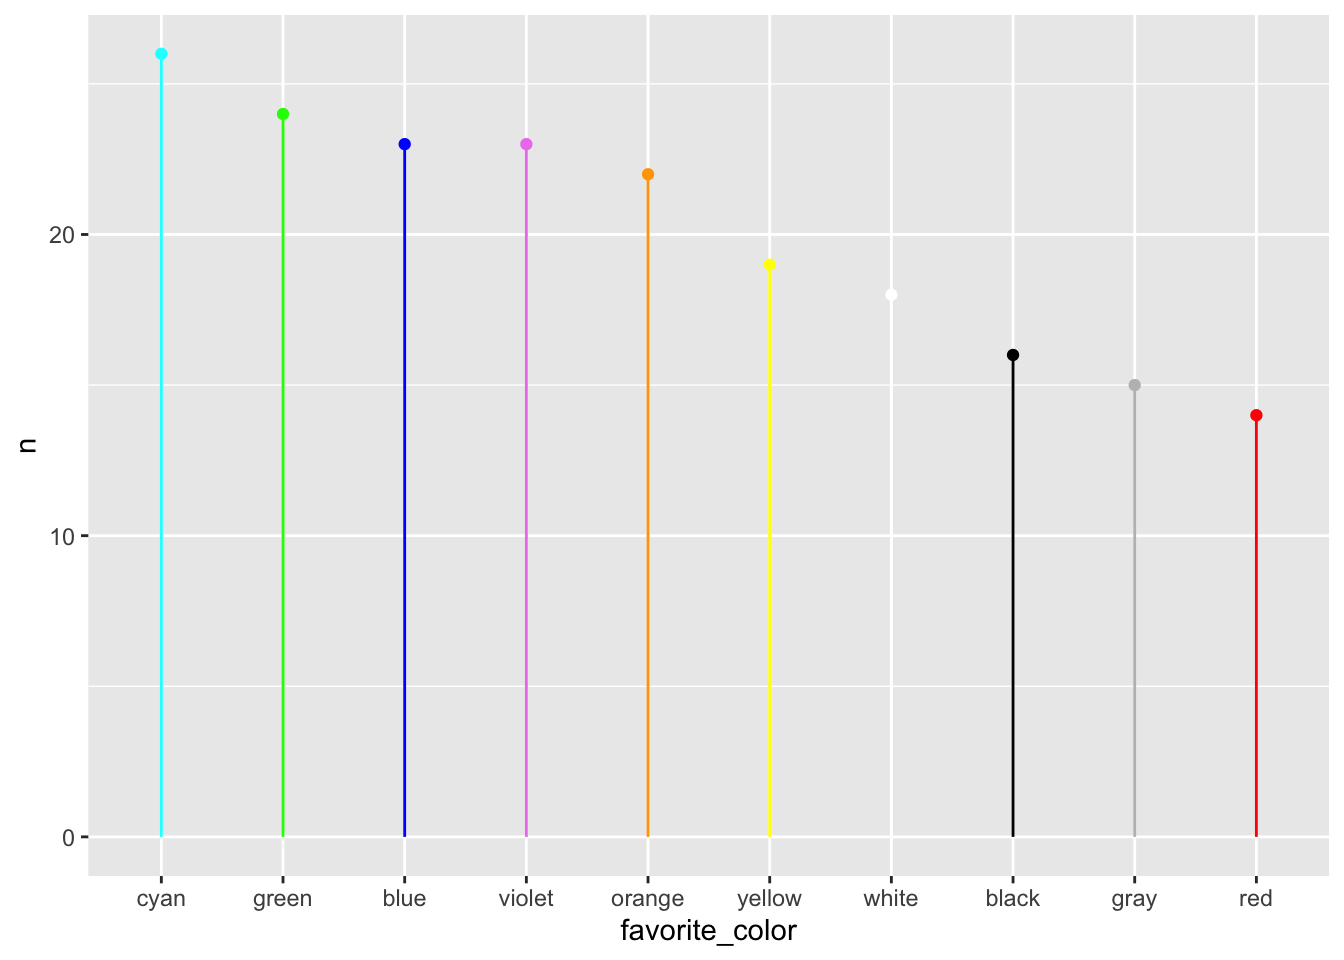 n
20
10
0
cyan green blue violet orange yellow white black gray red
favorite_color